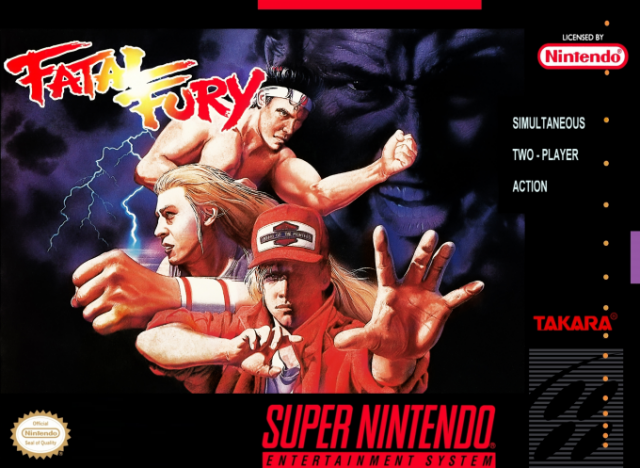 FATAL FURY
LICENSED BY
Nintendo
SIMULTANEOUS
TWO - PLAYER
ACTION
TAKARA
Official
Nintendo
Seal of Quality
SUPER NINTENDO
ENTERTAINMENT SYSTEM